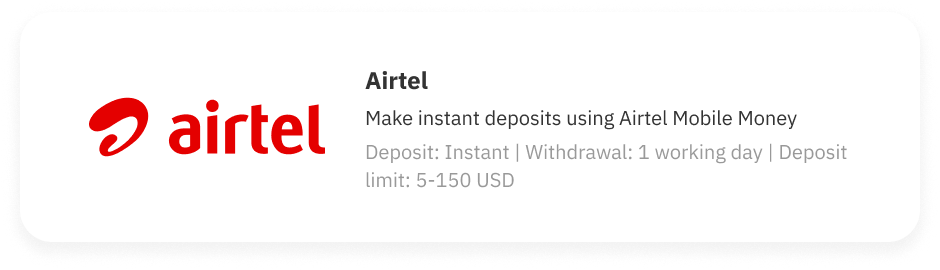 airtel
Airtel
Make instant deposits using Airtel Mobile Money
Deposit: Instant | Withdrawal: 1 working day | Deposit
limit: 5-150 USD